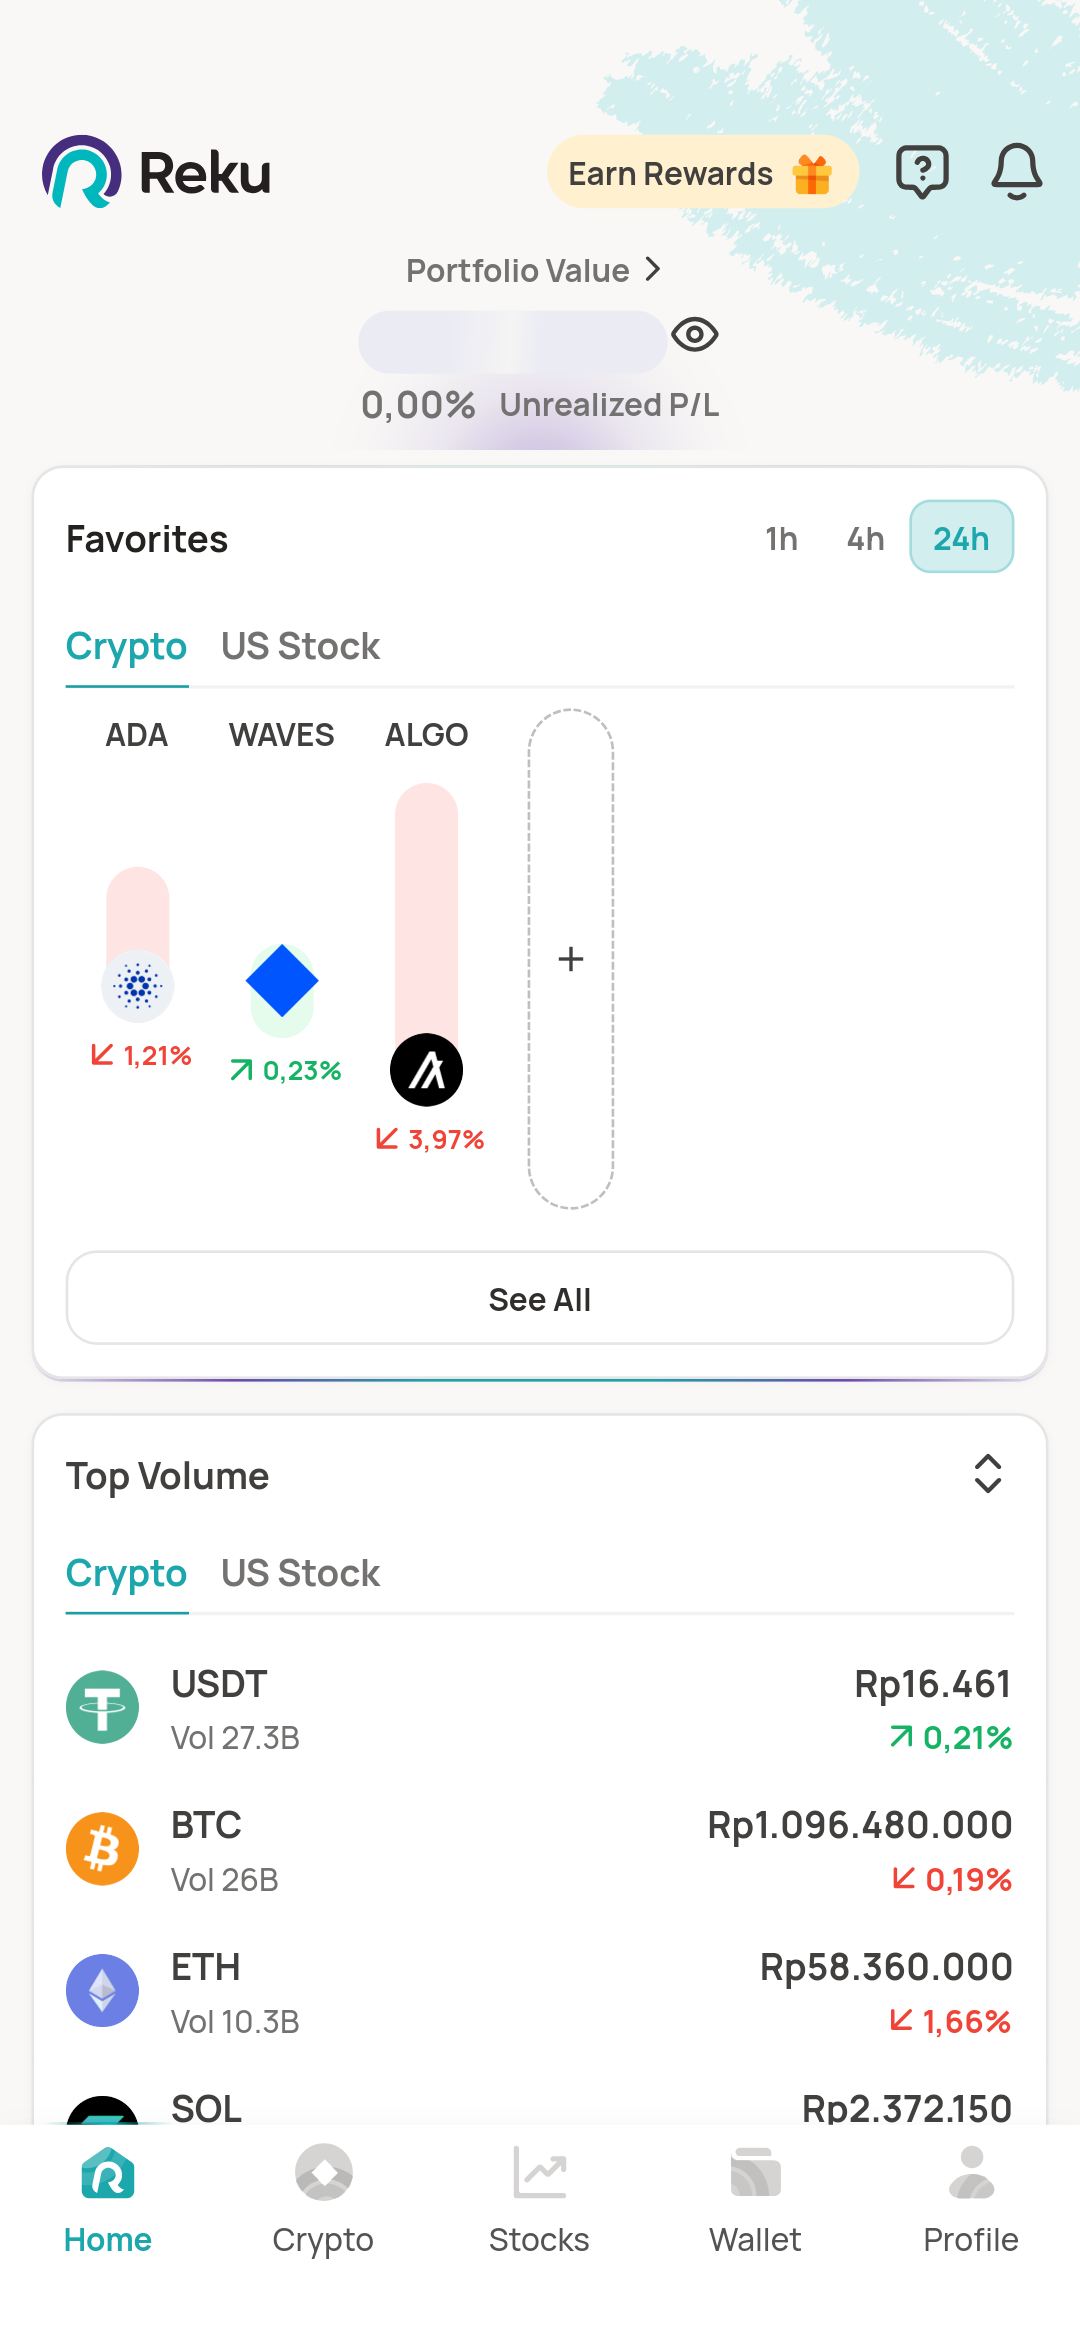 Reku
Earn Rewards
Portfolio Value
0,00% Unrealized P/L
Favorites
1h 4h 24h
Crypto US Stock
ADA WAVES ALGO
1,21%
0,23%
3,97%
See All
Top Volume
Crypto US Stock
USDT Rp16.461
Vol 27.3B 0,21%
BTC Rp1.096.480.000
Vol 26B 0,19%
ETH Rp58.360.000
Vol 10.3B 1,66%
SOL Rp2.372.150
Home Crypto Stocks Wallet Profile